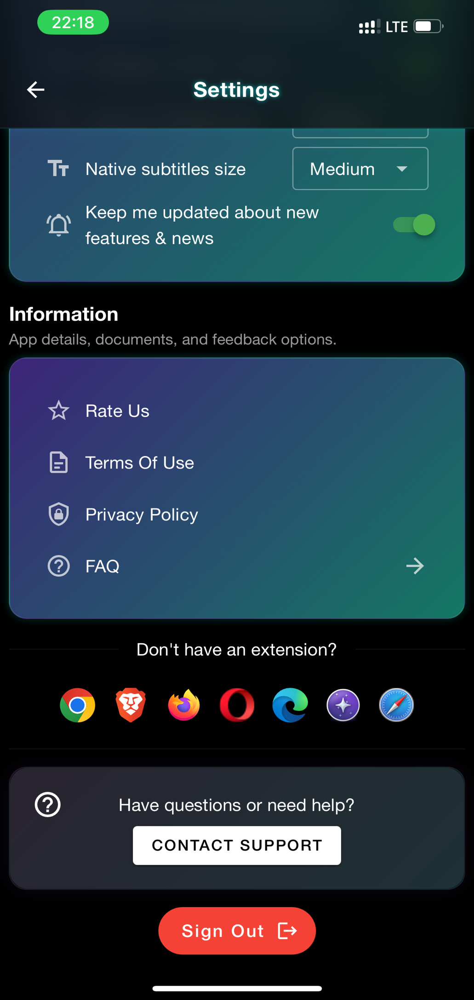 22:18
LTE
Settings
Native subtitles size
Medium
Keep me updated about new
features & news
Information
App details, documents, and feedback options.
Rate Us
Terms Of Use
Privacy Policy
FAQ
Don't have an extension?
Have questions or need help?
CONTACT SUPPORT
Sign Out